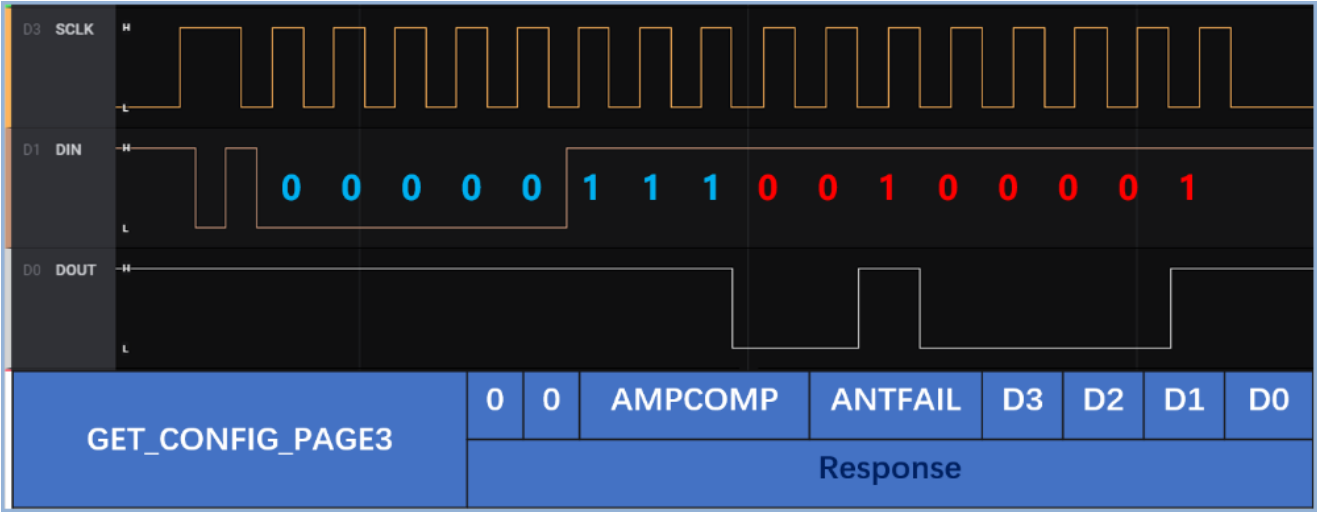 D3 SCLK H
L
D1 DIN H
0 0 0 0 0 1 1 1 0 0 1 0 0 0 0 1
L
D0 DOUT H
L
GET_CONFIG_PAGE3
0 0 AMPCOMP ANTFAIL D3 D2 D1 D0
Response